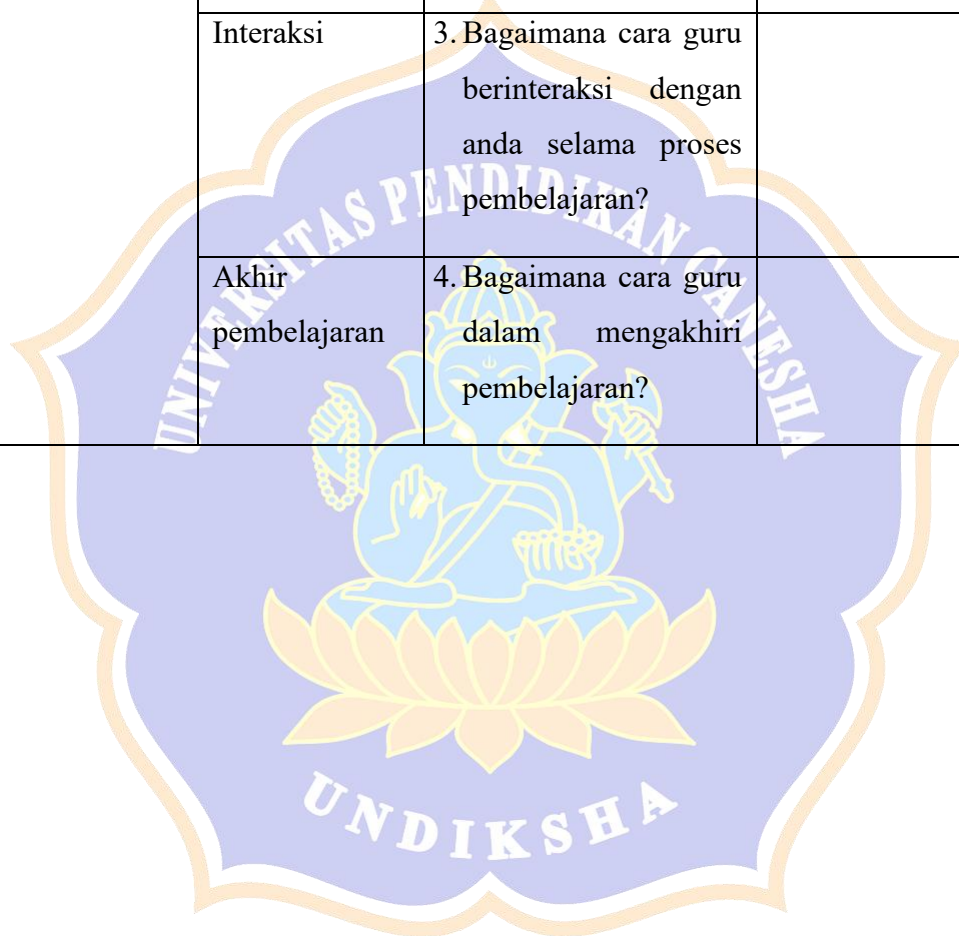 Interaksi
3. Bagaimana cara guru
berinteraksi dengan
anda selama proses
pembelajaran?
UNIVERSITAS PENDIDIKAN GANESHA
Akhir
pembelajaran
4. Bagaimana cara guru
dalam mengakhiri
pembelajaran?
UNDIKSHA